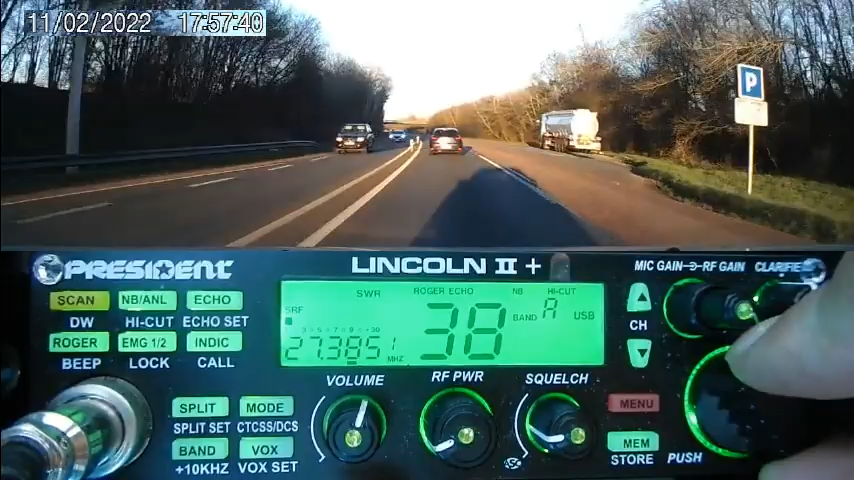 11/02/2022 17:57:40
P
PRESIDENT
LINCOLN II +
MIC GAIN RF GAIN CLARIFIER
SCAN NB/ANL ECHO
DW HI-CUT ECHO SET
ROGER EMG 1/2 INDIC
BEEP LOCK CALL
SWR ROGER ECHO NB HI-CUT
SRF
38 BAND A USB
27.3851 MHZ
CH
VOLUME RF PWR SQUELCH
SPLIT MODE
SPLIT SET CTCSS/DCS
BAND VOX
+10KHZ VOX SET
MENU
MEM
STORE
PUSH
ASC